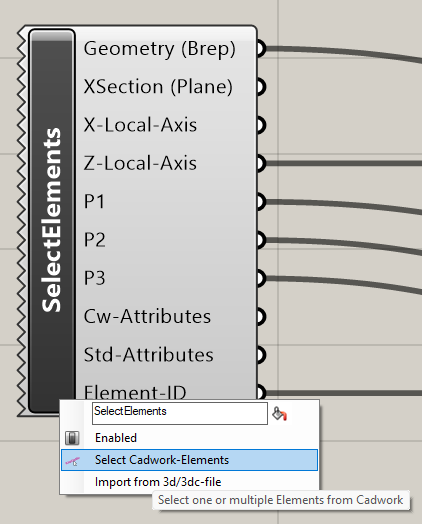 SelectElements
Geometry (Brep)
XSection (Plane)
X-Local-Axis
Z-Local-Axis
P1
P2
P3
Cw-Attributes
Std-Attributes
Element-ID
SelectElements
Enabled
Select Cadwork-Elements
Import from 3d/3dc-file
Select one or multiple Elements from Cadwork